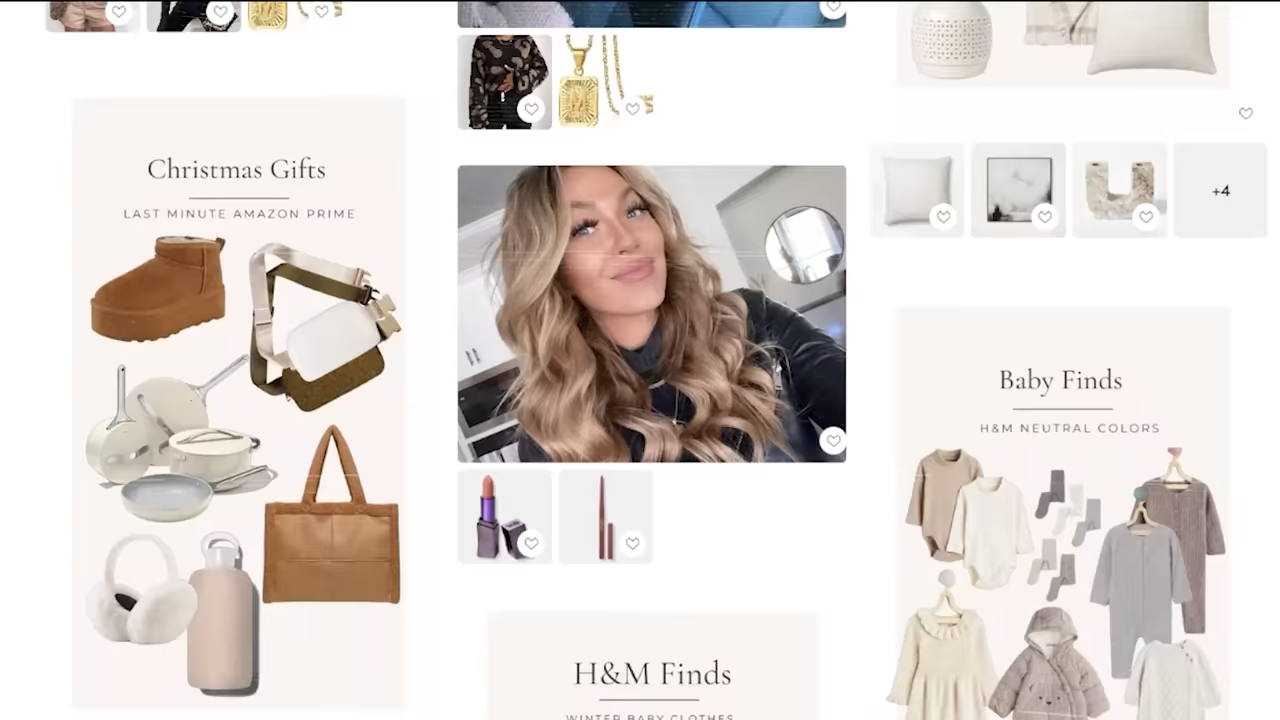 Christmas Gifts
LAST MINUTE AMAZON PRIME
H&M Finds
WINTER BABY CLOTHES
+4
Baby Finds
H&M NEUTRAL COLORS